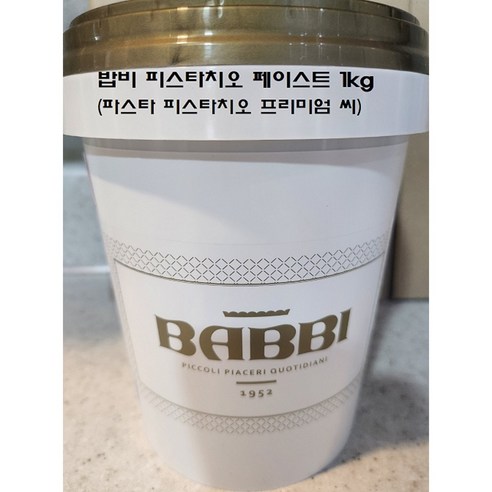 밥비 피스타치오 페이스트 1kg
(파스타 피스타치오 프리미엄 씨)
BABBI
PICCOLI PIACERI QUOTIDIANI
1952